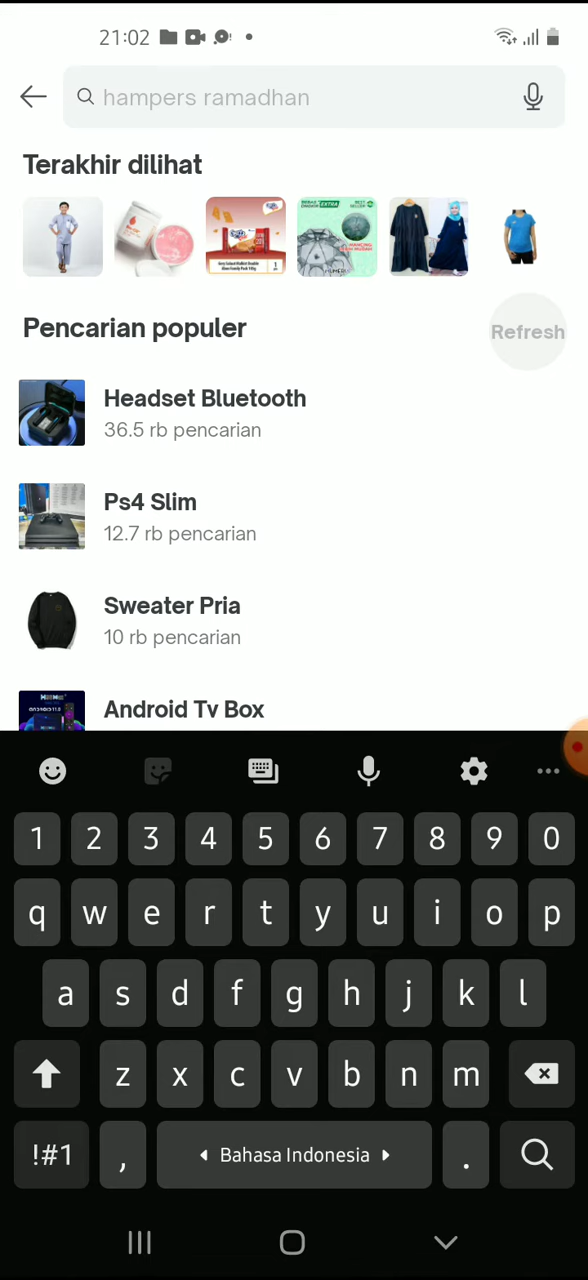 21:02
hampers ramadhan
Terakhir dilihat
Pencarian populer
Refresh
Headset Bluetooth
36.5 rb pencarian
Ps4 Slim
12.7 rb pencarian
Sweater Pria
10 rb pencarian
Android Tv Box
1 2 3 4 5 6 7 8 9 0
q w e r t y u i o p
a s d f g h j k l
z x c v b n m
!#1 , Bahasa Indonesia .